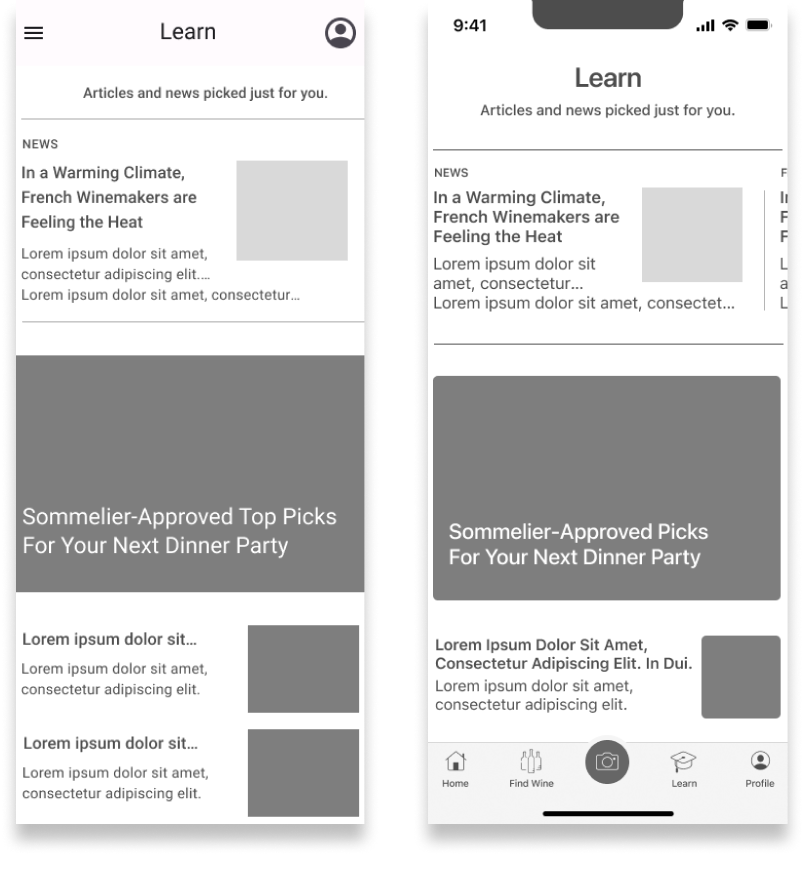 Learn
Articles and news picked just for you.
NEWS
In a Warming Climate,
French Winemakers are
Feeling the Heat
Lorem ipsum dolor sit amet,
consectetur adipiscing elit....
Lorem ipsum dolor sit amet, consectetur...
Sommelier-Approved Top Picks
For Your Next Dinner Party
Lorem ipsum dolor sit...
Lorem ipsum dolor sit amet,
consectetur adipiscing elit.
Lorem ipsum dolor sit...
Lorem ipsum dolor sit amet,
consectetur adipiscing elit.
9:41
Learn
Articles and news picked just for you.
NEWS
In a Warming Climate,
French Winemakers are
Feeling the Heat
Lorem ipsum dolor sit
amet, consectetur...
Lorem ipsum dolor sit amet, consectet...
Sommelier-Approved Picks
For Your Next Dinner Party
Lorem Ipsum Dolor Sit Amet,
Consectetur Adipiscing Elit. In Dui.
Lorem ipsum dolor sit amet,
consectetur adipiscing elit.
Home
Find Wine
Learn
Profile